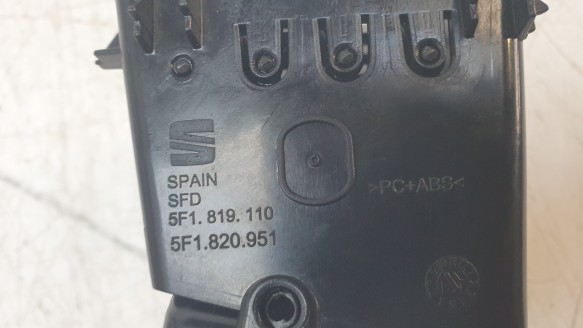 SPAIN
SFD
5F1. 819. 110
5F1.820.951
>PC+ABS<